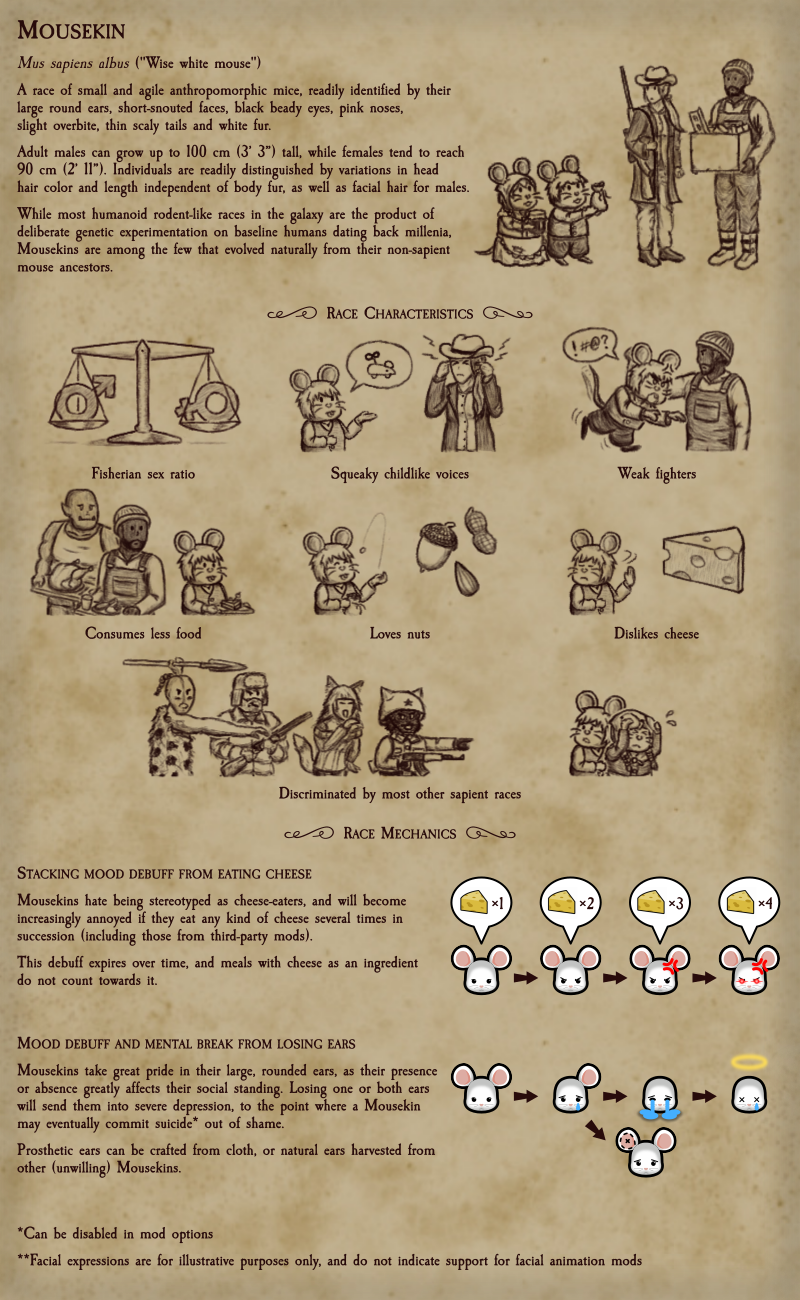 Mousekin
Mus sapiens albus ("Wise white mouse")
A race of small and agile anthropomorphic mice, readily identified by their
large round ears, short-snouted faces, black beady eyes, pink noses,
slight overbite, thin scaly tails and white fur.
Adult males can grow up to 100 cm (3' 3") tall, while females tend to reach
90 cm (2' 11"). Individuals are readily distinguished by variations in head
hair color and length independent of body fur, as well as facial hair for males.
While most humanoid rodent-like races in the galaxy are the product of
deliberate genetic experimentation on baseline humans dating back millenia,
Mousekins are among the few that evolved naturally from their non-sapient
mouse ancestors.
Race Characteristics
!#@?
Fisherian sex ratio
Squeaky childlike voices
Weak fighters
Consumes less food
Loves nuts
Dislikes cheese
Discriminated by most other sapient races
Race Mechanics
Stacking mood debuff from eating cheese
Mousekins hate being stereotyped as cheese-eaters, and will become
increasingly annoyed if they eat any kind of cheese several times in
succession (including those from third-party mods).
This debuff expires over time, and meals with cheese as an ingredient
do not count towards it.
×1
×2
×3
×4
Mood debuff and mental break from losing ears
Mousekins take great pride in their large, rounded ears, as their presence
or absence greatly affects their social standing. Losing one or both ears
will send them into severe depression, to the point where a Mousekin
may eventually commit suicide* out of shame.
Prosthetic ears can be crafted from cloth, or natural ears harvested from
other (unwilling) Mousekins.
*Can be disabled in mod options
**Facial expressions are for illustrative purposes only, and do not indicate support for facial animation mods